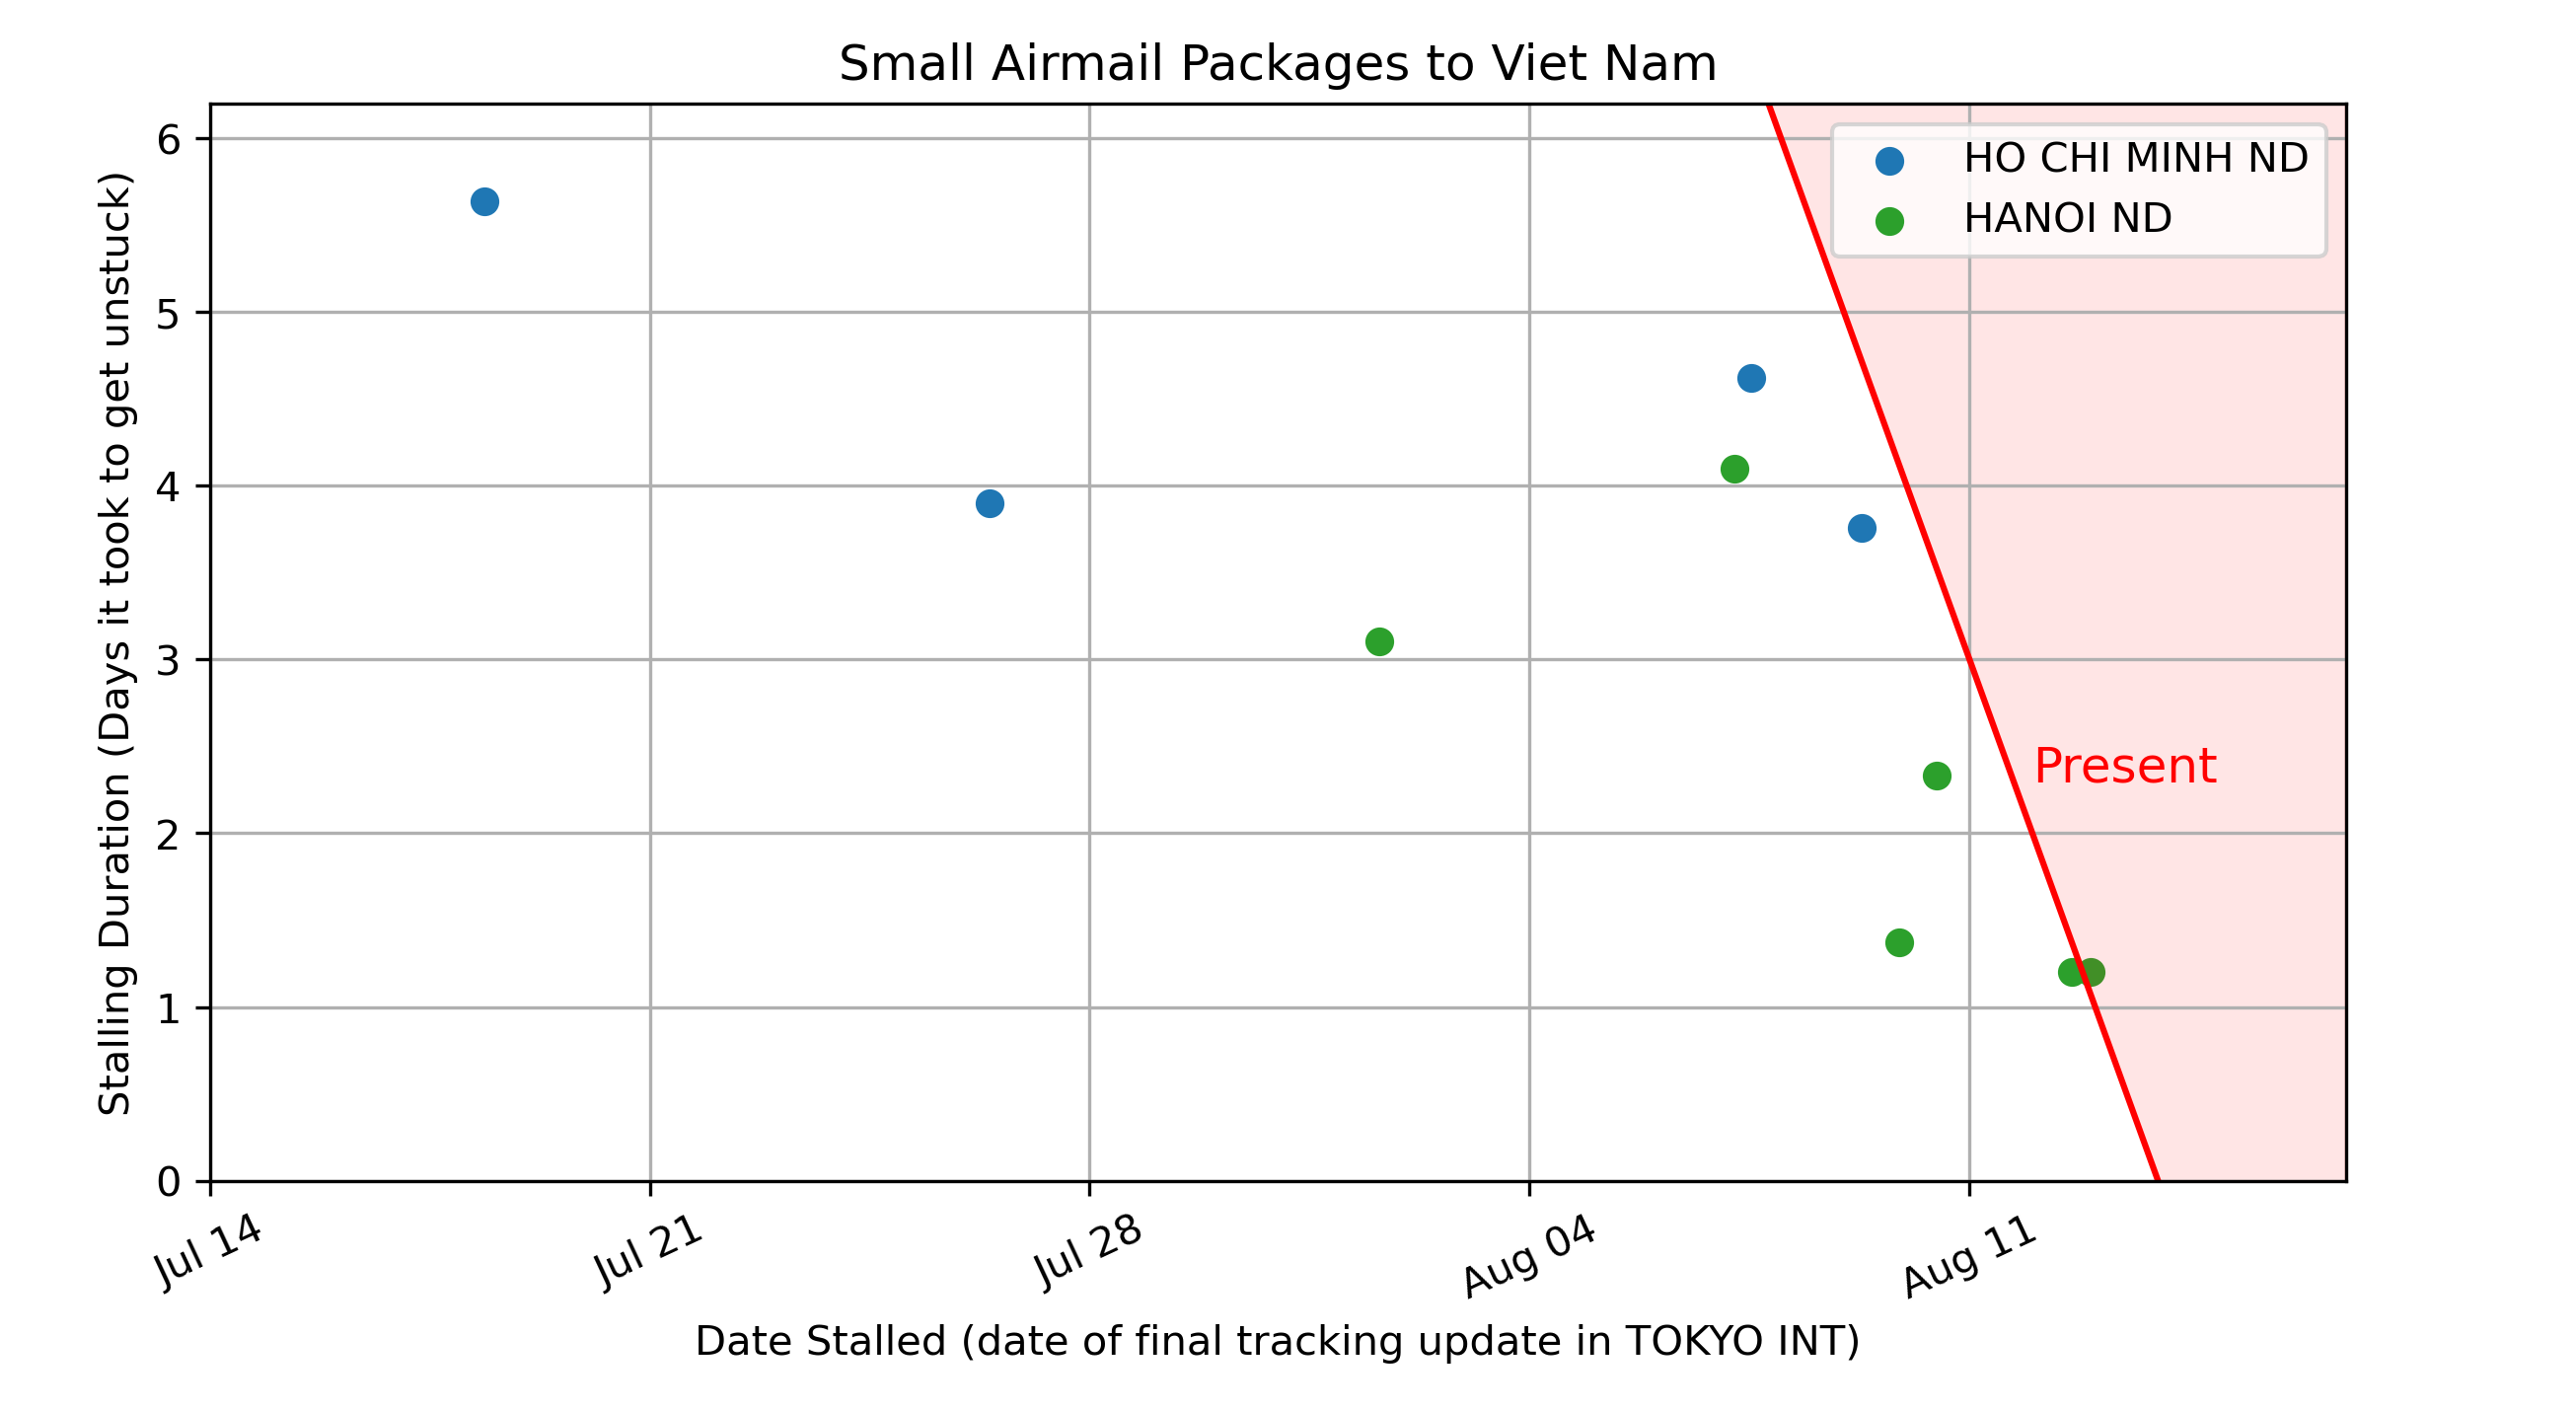 Small Airmail Packages to Viet Nam
Stalling Duration (Days it took to get unstuck)
6
5
4
3
2
1
0
HO CHI MINH ND
HANOI ND
Present
Jul 14
Jul 21
Jul 28
Aug 04
Aug 11
Date Stalled (date of final tracking update in TOKYO INT)